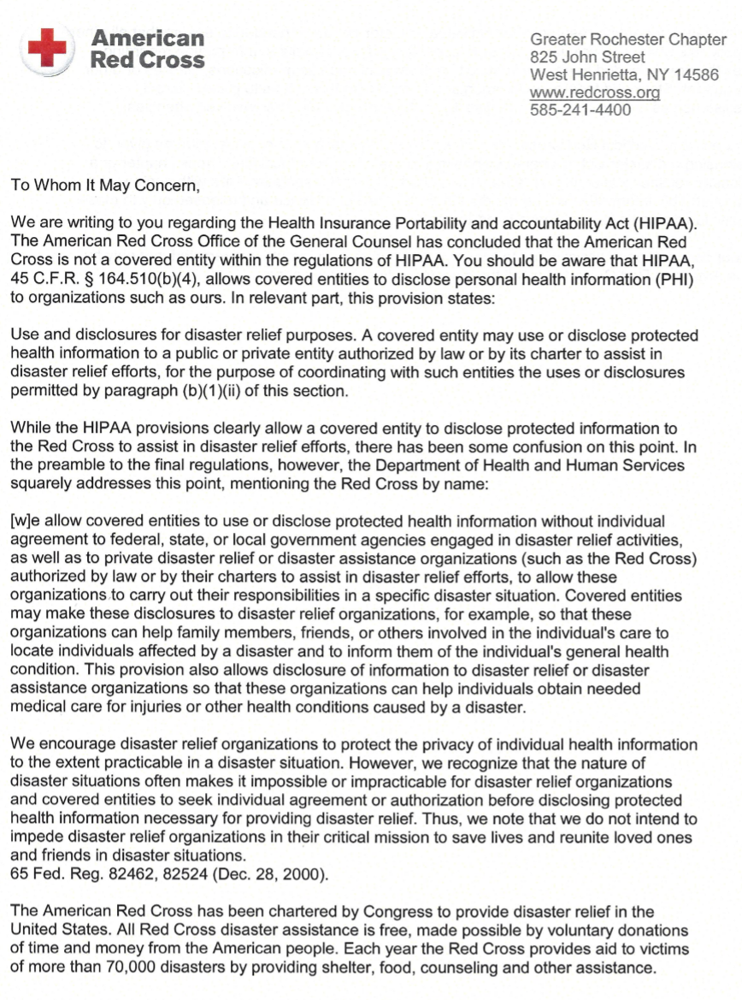 American
Red Cross
Greater Rochester Chapter
825 John Street
West Henrietta, NY 14586
www.redcross.org
585-241-4400
To Whom It May Concern,
We are writing to you regarding the Health Insurance Portability and accountability Act (HIPAA).
The American Red Cross Office of the General Counsel has concluded that the American Red
Cross is not a covered entity within the regulations of HIPAA. You should be aware that HIPAA,
45 C.F.R. § 164.510(b)(4), allows covered entities to disclose personal health information (PHI)
to organizations such as ours. In relevant part, this provision states:
Use and disclosures for disaster relief purposes. A covered entity may use or disclose protected
health information to a public or private entity authorized by law or by its charter to assist in
disaster relief efforts, for the purpose of coordinating with such entities the uses or disclosures
permitted by paragraph (b)(1)(ii) of this section.
While the HIPAA provisions clearly allow a covered entity to disclose protected information to
the Red Cross to assist in disaster relief efforts, there has been some confusion on this point. In
the preamble to the final regulations, however, the Department of Health and Human Services
squarely addresses this point, mentioning the Red Cross by name:
[w]e allow covered entities to use or disclose protected health information without individual
agreement to federal, state, or local government agencies engaged in disaster relief activities,
as well as to private disaster relief or disaster assistance organizations (such as the Red Cross)
authorized by law or by their charters to assist in disaster relief efforts, to allow these
organizations to carry out their responsibilities in a specific disaster situation. Covered entities
may make these disclosures to disaster relief organizations, for example, so that these
organizations can help family members, friends, or others involved in the individual's care to
locate individuals affected by a disaster and to inform them of the individual's general health
condition. This provision also allows disclosure of information to disaster relief or disaster
assistance organizations so that these organizations can help individuals obtain needed
medical care for injuries or other health conditions caused by a disaster.
We encourage disaster relief organizations to protect the privacy of individual health information
to the extent practicable in a disaster situation. However, we recognize that the nature of
disaster situations often makes it impossible or impracticable for disaster relief organizations
and covered entities to seek individual agreement or authorization before disclosing protected
health information necessary for providing disaster relief. Thus, we note that we do not intend to
impede disaster relief organizations in their critical mission to save lives and reunite loved ones
and friends in disaster situations.
65 Fed. Reg. 82462, 82524 (Dec. 28, 2000).
The American Red Cross has been chartered by Congress to provide disaster relief in the
United States. All Red Cross disaster assistance is free, made possible by voluntary donations
of time and money from the American people. Each year the Red Cross provides aid to victims
of more than 70,000 disasters by providing shelter, food, counseling and other assistance.